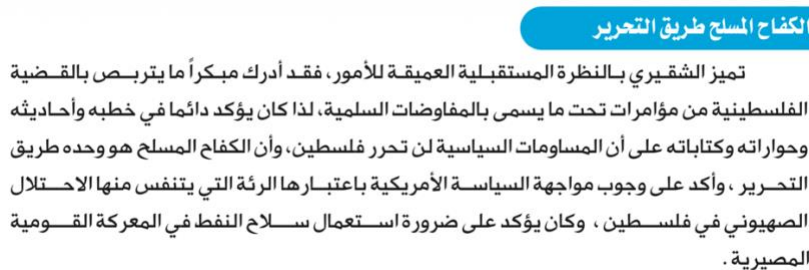 الكفاح المسلح طريق التحرير
تميز الشقيري بالنظرة المستقبلية العميقة للأمور، فقد أدرك مبكراً ما يتربص بالقضية
الفلسطينية من مؤامرات تحت ما يسمى بالمفاوضات السلمية، لذا كان يؤكد دائما في خطبه وأحاديثه
وحواراته وكتاباته على أن المساومات السياسية لن تحرر فلسطين، وأن الكفاح المسلح هو وحده طريق
التحرير ، وأكد على وجوب مواجهة السياسة الأمريكية باعتبارها الرئة التي يتنفس منها الاحتلال
الصهيوني في فلسطين ، وكان يؤكد على ضرورة استعمال سلاح النفط في المعركة القومية
المصيرية .